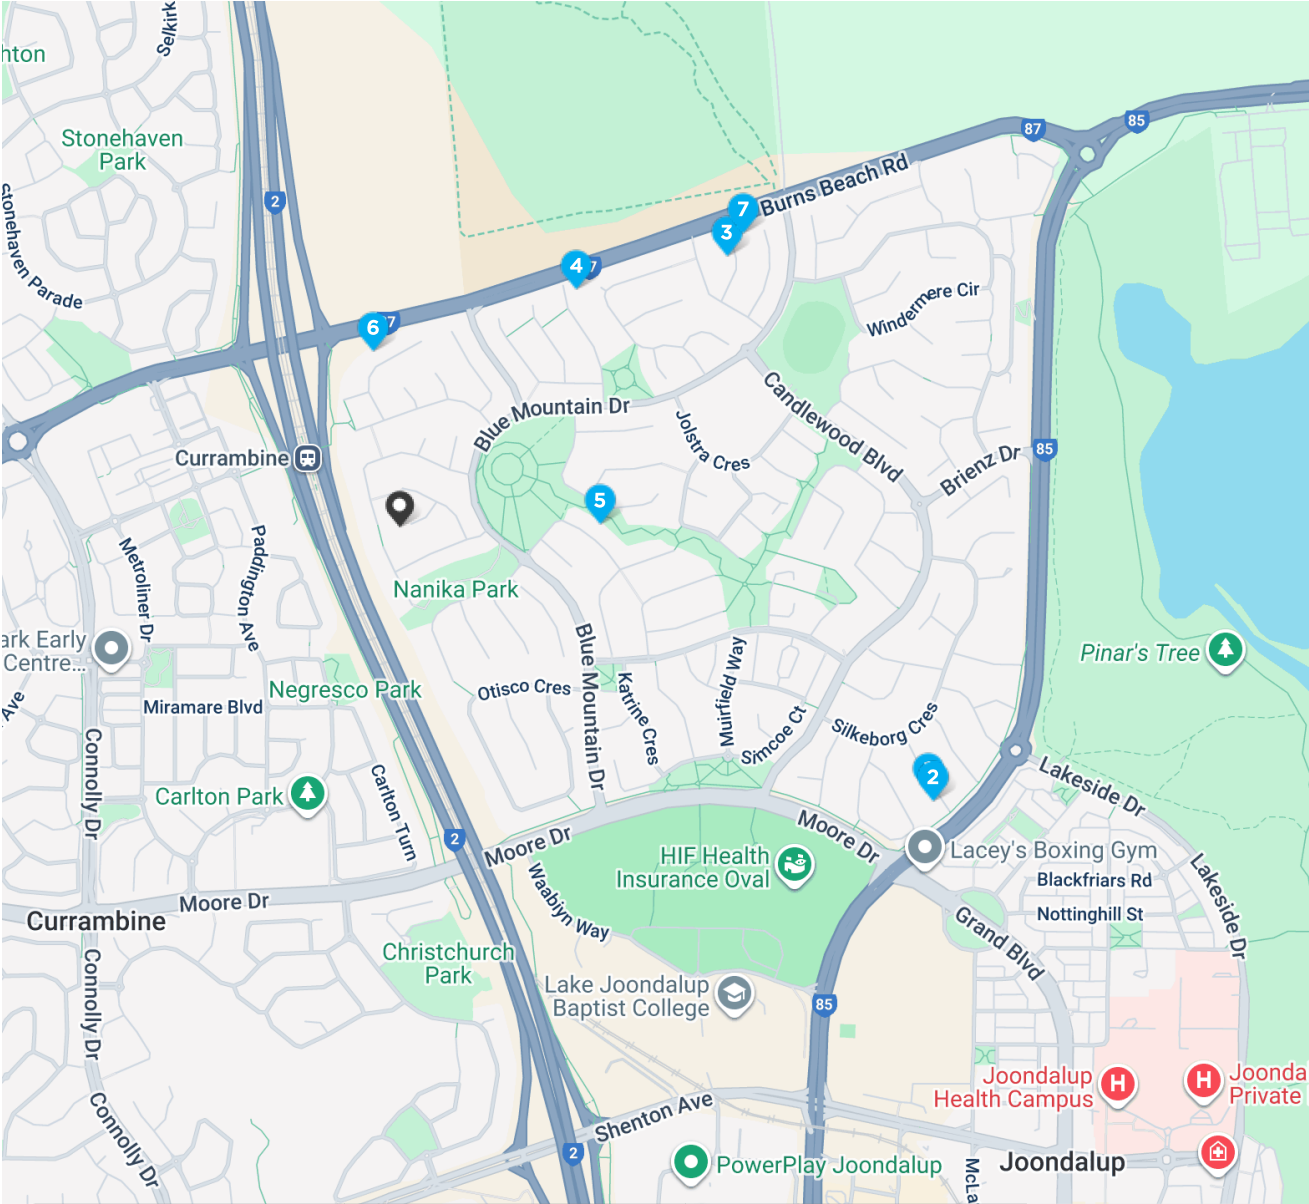 Selkirk
hton
Stonehaven
Park
Stonehaven Parade
2
87
85
Burns Beach Rd
7
3
4
7
6
7
Windermere Cir
Candlewood Blvd
Blue Mountain Dr
Jolstra Cres
Brienz Dr
85
Currambine
5
Metroliner Dr
Paddington Ave
Nanika Park
ark Early
Centre...
Ave
Pinar's Tree
Negresco Park
Miramare Blvd
Blue Mountain Dr
Otisco Cres
Katrine Cres
Muirfield Way
Simcoe Ct
Silkeborg Cres
2
Connolly Dr
Carlton Park
Carlton Turn
Lakeside Dr
2
Moore Dr
Moore Dr
HIF Health
Insurance Oval
Lacey's Boxing Gym
Blackfriars Rd
Nottinghill St
Lakeside Dr
Waabiyn Way
Moore Dr
Currambine
Grand Blvd
Christchurch
Park
Connolly Dr
Lake Joondalup
Baptist College
85
Joondalup
Health Campus
H
H
Joonda
Private
Connolly Dr
Shenton Ave
2
PowerPlay Joondalup
McLa
Joondalup